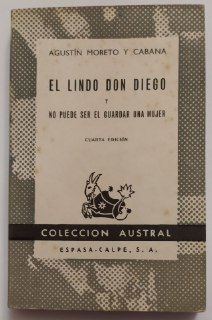 AGUSTÍN MORETO Y CABANA
EL LINDO DON DIEGO
Y
NO PUEDE SER EL GUARDAR UNA MUJER
CUARTA EDICIÓN
COLECCION AUSTRAL
ESPASA-CALPE, S. A.